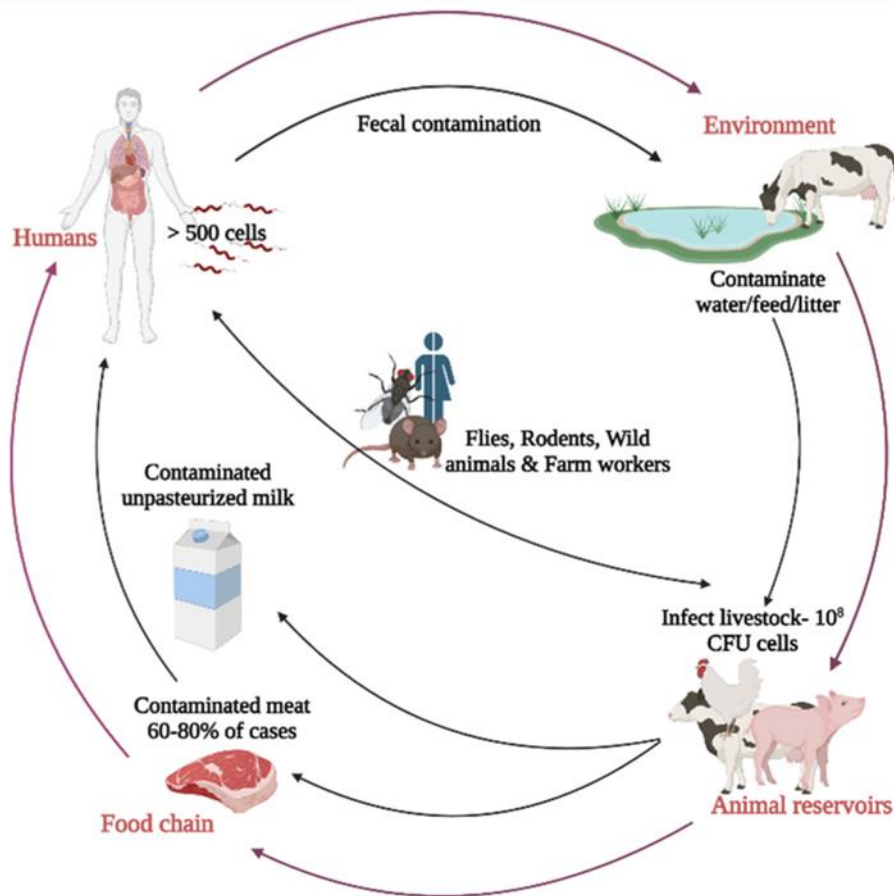 Fecal contamination
Environment
Humans
> 500 cells
Contaminate
water/feed/litter
Flies, Rodents, Wild
animals & Farm workers
Contaminated
unpasteurized milk
Infect livestock- 10⁸
CFU cells
Contaminated meat
60-80% of cases
Food chain
Animal reservoirs